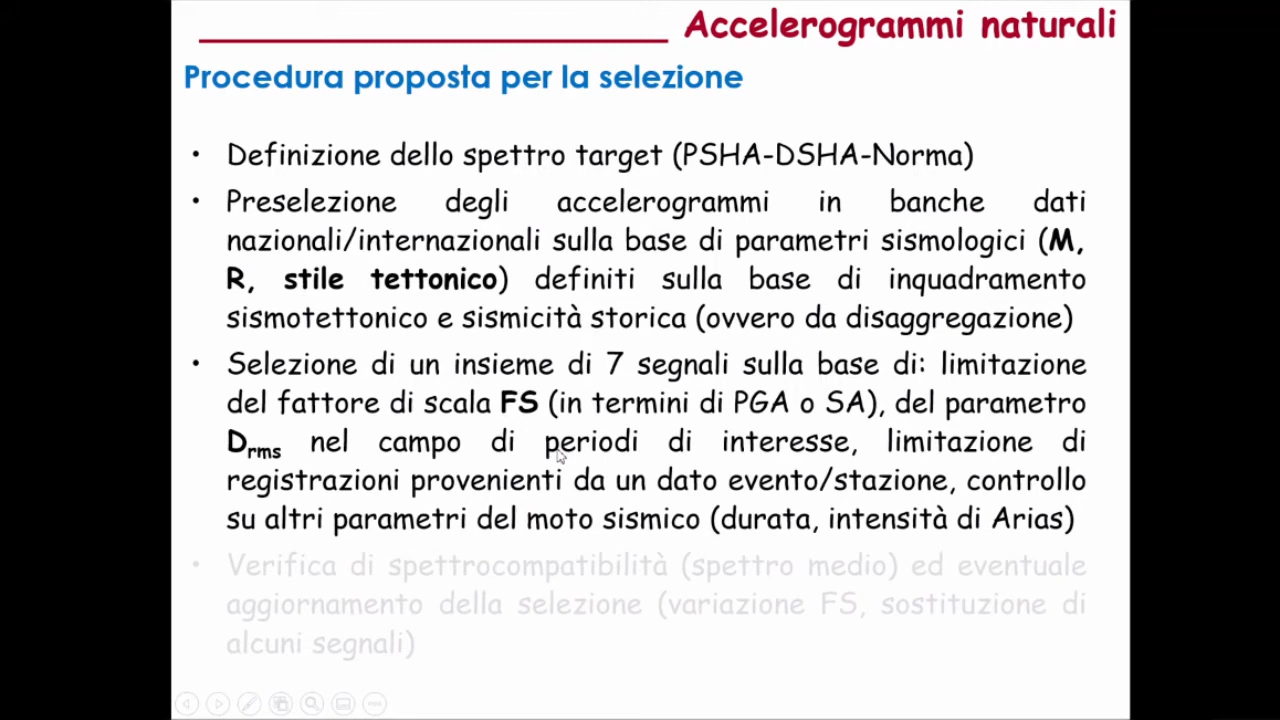 Accelerogrammi naturali
Procedura proposta per la selezione
• Definizione dello spettro target (PSHA-DSHA-Norma)
• Preselezione degli accelerogrammi in banche dati
nazionali/internazionali sulla base di parametri sismologici (M,
R, stile tettonico) definiti sulla base di inquadramento
sismotettonico e sismicità storica (ovvero da disaggregazione)
• Selezione di un insieme di 7 segnali sulla base di: limitazione
del fattore di scala FS (in termini di PGA o SA), del parametro
Drms nel campo di periodi di interesse, limitazione di
registrazioni provenienti da un dato evento/stazione, controllo
su altri parametri del moto sismico (durata, intensità di Arias)
• Verifica di spettrocompatibilità (spettro medio) ed eventuale
aggiornamento della selezione (variazione FS, sostituzione di
alcuni segnali)